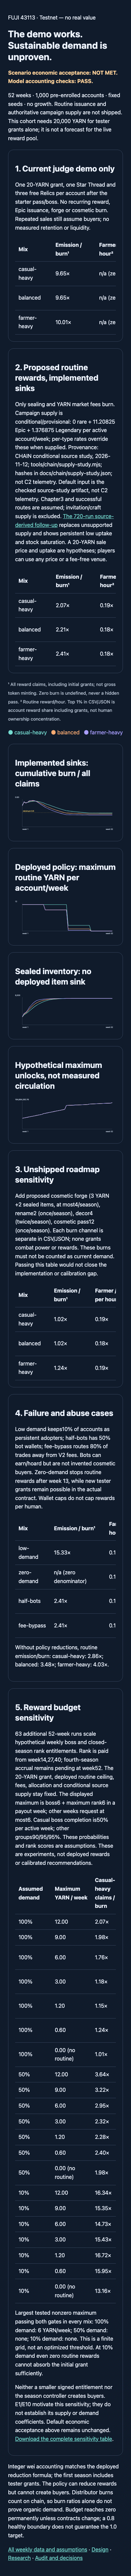 FUJI 43113 · Testnet — no real
value
The demo works.
Sustainable demand is
unproven.
Scenario economic acceptance: NOT MET.
Model accounting checks: PASS.
52 weeks · 1,000 pre-existing accounts · fixed
seeds · no growth. Routine issuance and
authoritative campaign supply are not shipped.
This cohort needs 20,000 YARN for starter
grants alone; it is not a forecast for the live
reward pool.
1. Current judge demo only
One 20-YARN grant, one Star Thread and
three free Relics per account after the
starter pass/box. No recurring reward,
Epic issuance, forge or cosmetic burn.
Repeated sales still assume buyers; no
measured retention or liquidity.
Mix
Emission /
burn¹
Farme
hour²
casual-
heavy
9.65×
n/a (ze
balanced
9.65×
n/a (ze
farmer-
heavy
10.01×
n/a (ze
2. Proposed routine
rewards, implemented
sinks
Only sealing and YARN market fees burn.
Campaign supply is
conditional/provisional: 0 rare = 11.20825
Epic = 1.376875 Legendary per
account/week; per-type rates override
these when supplied. Provenance:
CHAIN coordination proposal, 2026-
11-12; tools/chain/supply-study.mjs;
hashes in docs/economy-study.json;
not C2 telemetry. Default input is the
checked supply-study artifact, not C2
telemetry. Chapter3 and successful
routes are assumed, invitation/craft
supply is excluded. The 720-run source-
derived follow-up reproduces unsupported
supply and shows persistent low uptake
and stock saturation. A 20-YARN sale
price and uptake are hypotheses; players
can use any price or a fee-free venue.
Mix
Emission /
burn¹
Farme
hour²
casual-
heavy
2.07×
0.19×
balanced
2.21×
0.18×
farmer-
heavy
2.41×
0.18×
¹ All reward claims, including initial grants; not gross
wallet churn. Zero-burn weeks have no numeric
denominator. ² Routine reward/hour. Top 1% in CSV/JSON is
past-count reward share including grants, not human
ownership concentration.
casual-heavy
balanced
farmer-heavy
Implemented sinks:
cumulative burn / all
claims
Deployed policy: maximum
routine YARN per
account/week
Sealed inventory: no
deployed item sink
Hypothetical maximum
unlocks, not measured
circulation
3. Unshipped roadmap
sensitivity
Add proposed cosmetic forge (3 YARN
+2 sealed items, at most4/season),
rename2 (once/season), decor4
(twice/season), cosmetic pass12
(once/season). Each burn channel is
separate in CSV/JSON; none grants
combat power or rewards. These burns
must not be counted as current demand.
Passing this table would not close the
implementation or calibration gap.
Mix
Emission /
burn¹
Farmer /
per hour
casual-
heavy
1.02×
0.19×
balanced
1.02×
0.18×
farmer-
heavy
1.24×
0.19×
4. Failure and abuse cases
Low demand keeps10% of accounts as
persistent adopters; half-bots has 50%
bot wallets; fee-bypass routes 80% of
trades away from V2 fees. Bots can
earn/hoard but are not invented cosmetic
buyers. Zero-demand stops routine
rewards after week 13, while new tester
grants remain possible in the actual
contract. Wallet caps do not cap rewards
per human.
Mix
Emission / burn¹
Far
ho
low-
demand
15.33×
0.1
zero-
demand
n/a (zero
denominator)
0.1
half-bots
2.41×
0.1
fee-bypass
2.41×
0.1
Without policy reductions, routine
emission/burn: casual-heavy: 2.86×;
balanced: 3.48×; farmer-heavy: 4.03×.
5. Reward budget
sensitivity
63 additional 52-week runs scale
hypothetical weekly boss and closed-
season rank entitlements. Rank is paid
from week14,27,40; fourth-season
accrual remains pending at week52. The
20-YARN grant, deployed routine ceiling,
fees, allocation and conditional source
supply stay fixed. The displayed
maximum is boss6 + maximum rank6 in a
payout week; other weeks request at
most6. Casual boss completion is50%
per active week; other
groups90/95/95%. These probabilities
and rank scores are assumptions. These
are experiments, not deployed rewards
or calibrated recommendations.
Assumed
demand
Maximum
YARN / week
Casual-
heavy
claims /
burn
100%
12.00
2.07×
100%
9.00
1.98×
100%
6.00
1.76×
100%
3.00
1.18×
100%
1.20
1.15×
100%
0.60
1.24×
100%
0.00 (no
routine)
1.01×
50%
12.00
3.64×
50%
9.00
3.22×
50%
6.00
2.95×
50%
3.00
2.32×
50%
1.20
2.28×
50%
0.60
2.40×
50%
0.00 (no
routine)
1.98×
10%
12.00
16.34×
10%
9.00
15.35×
10%
6.00
14.73×
10%
3.00
15.43×
10%
1.20
16.72×
10%
0.60
15.95×
10%
0.00 (no
routine)
13.16×
Largest tested nonzero maximum
passing both gates in every mix: 100%
demand: 6 YARN/week; 50% demand:
none; 10% demand: none. This is a finite
grid, not an optimized threshold. At 10%
demand even zero routine rewards
cannot absorb the initial grant
sufficiently.
Neither a smaller signed entitlement nor
the season controller creates buyers.
E1/R10 motivate this sensitivity; they do
not establish its supply or demand
coefficients. Default economic
acceptance above remains unchanged.
Download the complete sensitivity table.
Integer wei accounting matches the deployed
reduction formula; the first season includes
tester grants. The policy can reduce rewards
but cannot create buyers. Distributor burns
count on chain, so burn ratios alone do not
prove organic demand. Budget reaches zero
permanently unless contracts change; a 0.8
healthy boundary does not guarantee the 1.0
target.
All weekly data and assumptions · Design ·
Research · Audit and decisions